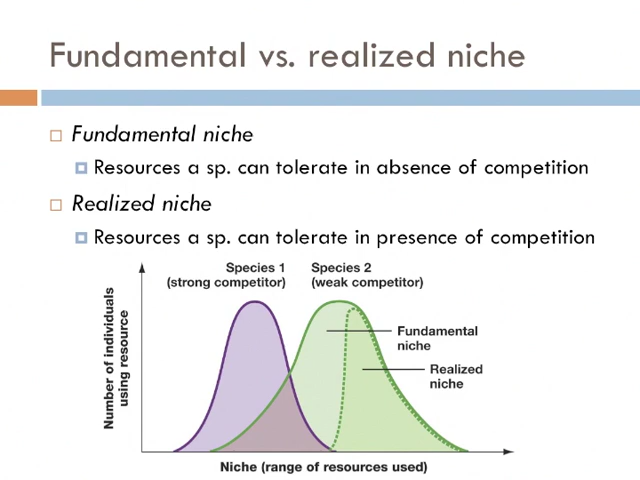 Fundamental vs. realized niche
Fundamental niche
Resources a sp. can tolerate in absence of competition
Realized niche
Resources a sp. can tolerate in presence of competition
Species 1
(strong competitor)
Species 2
(weak competitor)
Number of individuals
using resource
Fundamental
niche
Realized
niche
Niche (range of resources used)